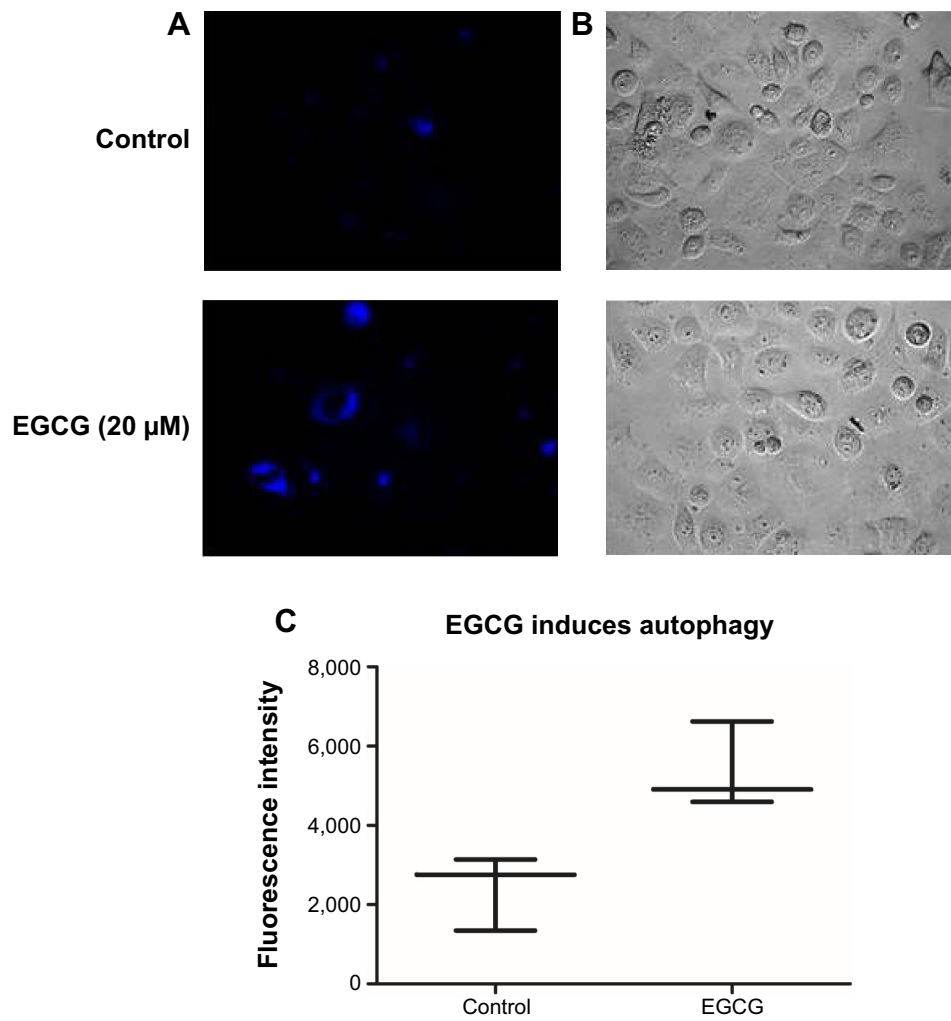 A
B
Control
EGCG (20 µM)
C
EGCG induces autophagy
Fluorescence intensity
8,000
6,000
4,000
2,000
0
Control
EGCG